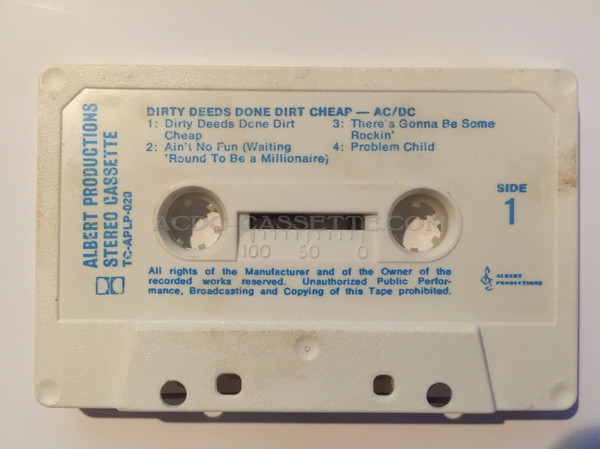 DIRTY DEEDS DONE DIRT CHEAP — AC/DC
1: Dirty Deeds Done Dirt
Cheap
2: Ain't No Fun (Waiting
'Round To Be a Millionaire)
3: There's Gonna Be Some
Rockin'
4: Problem Child
ALBERT PRODUCTIONS
STEREO CASSETTE
TC-APLP-020
SIDE
1
ACDC-CASSETTE.COM
100 50 0
All rights of the Manufacturer and of the Owner of the
recorded works reserved. Unauthorized Public Perfor-
mance, Broadcasting and Copying of this Tape prohibited.
ALBERT
PRODUCTIONS